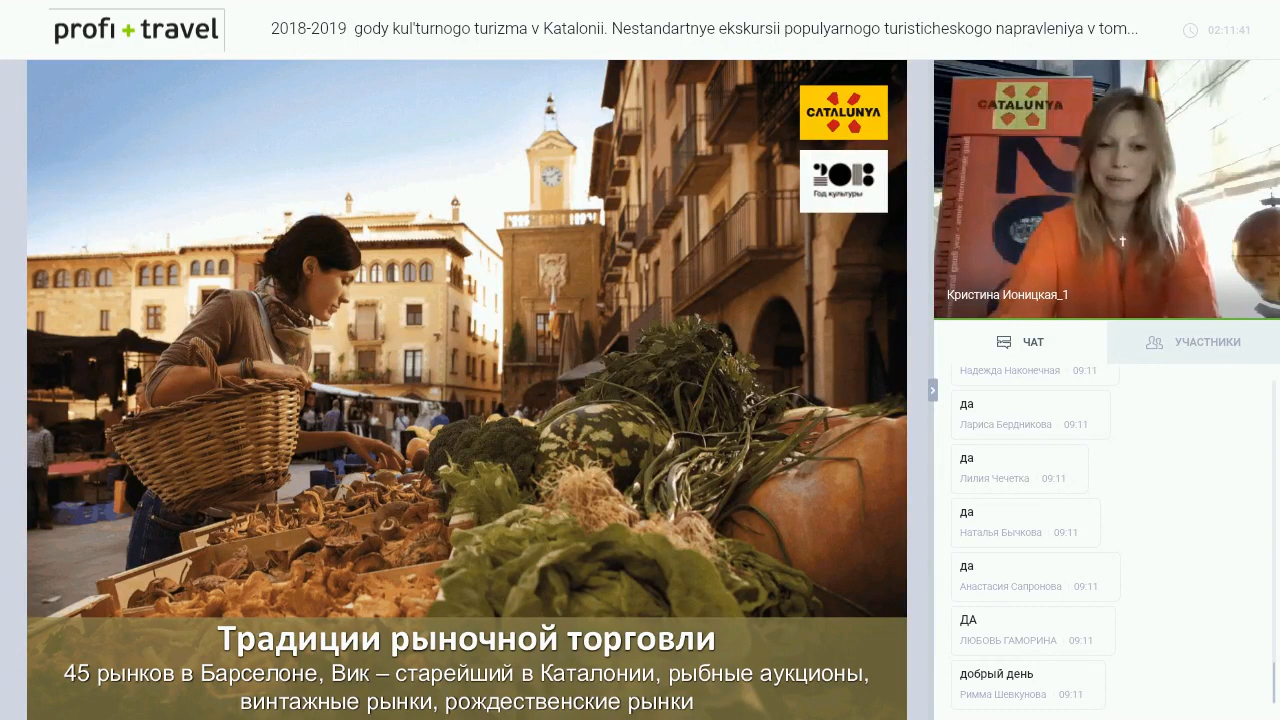 profi + travel
2018-2019 gody kul'turnogo turizma v Katalonii. Nestandartnye ekskursii populyarnogo turisticheskogo napravleniya v tom...
02:11:41
CATALUNYA
2018
Год культуры
Традиции рыночной торговли
45 рынков в Барселоне, Вик – старейший в Каталонии, рыбные аукционы,
винтажные рынки, рождественские рынки
CATALUNYA
Кристина Ионицкая_1
ЧАТ
УЧАСТНИКИ
Надежда Наконечная 09:11
да
Лариса Бердникова 09:11
да
Лилия Чечетка 09:11
да
Наталья Бычкова 09:11
да
Анастасия Сапронова 09:11
ДА
ЛЮБОВЬ ГАМОРИНА 09:11
добрый день
Римма Шевкунова 09:11